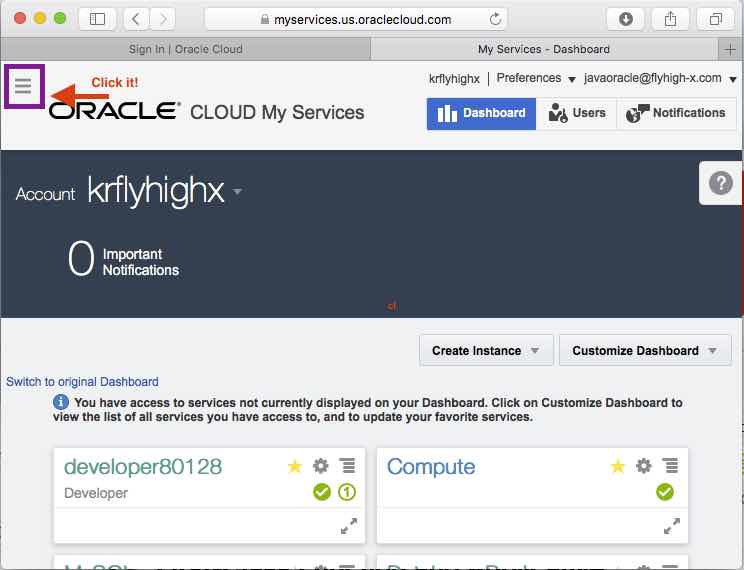 myservices.us.oraclecloud.com
Sign In | Oracle Cloud
My Services - Dashboard
Click it!
krflyhighx
Preferences
javaoracle@flyhigh-x.com
ORACLE® CLOUD My Services
Dashboard
Users
Notifications
Account krflyhighx
?
0 Important
Notifications
cl
Create Instance
Customize Dashboard
Switch to original Dashboard
You have access to services not currently displayed on your Dashboard. Click on Customize Dashboard to
view the list of all services you have access to, and to update your favorite services.
developer80128
Developer
1
Compute